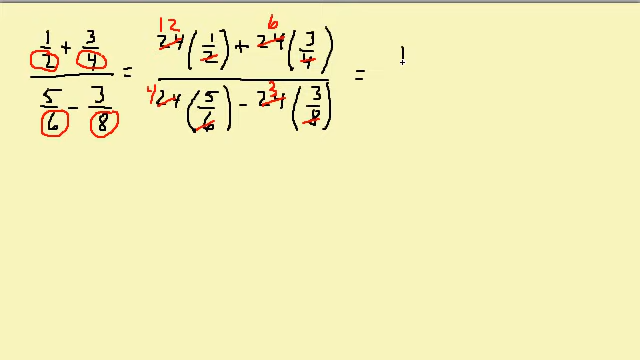 12 6
1/2 + 3/4 = 24(1/2) + 24(3/4) = 1
5/6 - 3/8 4 24(5/6) - 3 24(3/8)